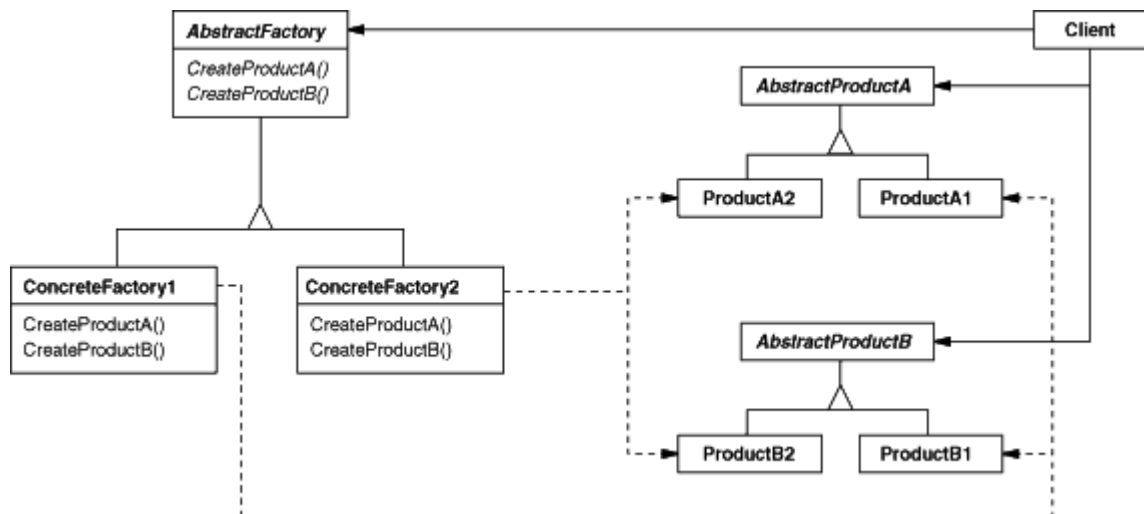 AbstractFactory
CreateProductA()
CreateProductB()
Client
AbstractProductA
ProductA2
ProductA1
ConcreteFactory1
CreateProductA()
CreateProductB()
ConcreteFactory2
CreateProductA()
CreateProductB()
AbstractProductB
ProductB2
ProductB1